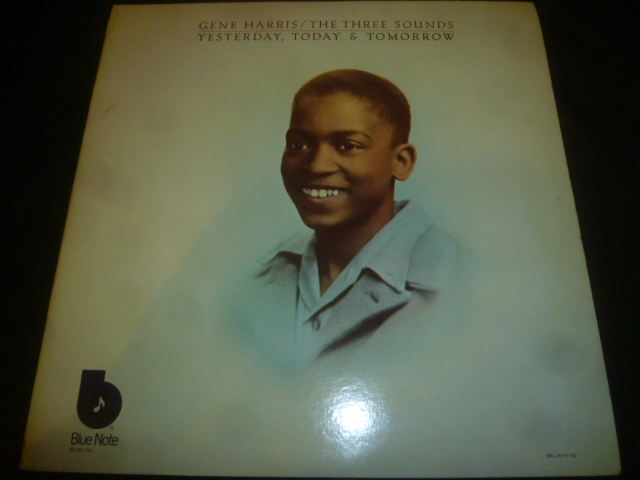 GENE HARRIS/THE THREE SOUNDS
YESTERDAY, TODAY & TOMORROW
b
Blue Note